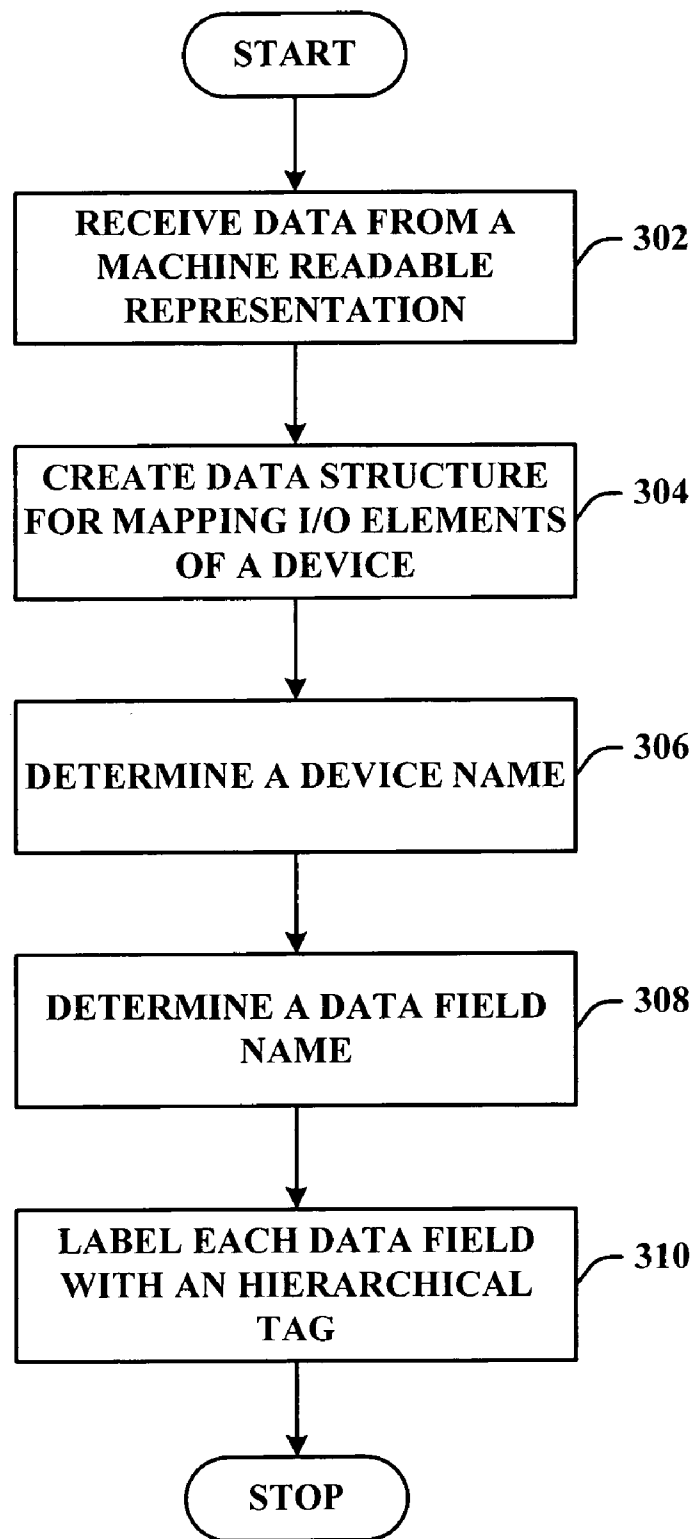 START
RECEIVE DATA FROM A
MACHINE READABLE
REPRESENTATION
302
CREATE DATA STRUCTURE
FOR MAPPING I/O ELEMENTS
OF A DEVICE
304
DETERMINE A DEVICE NAME
306
DETERMINE A DATA FIELD
NAME
308
LABEL EACH DATA FIELD
WITH AN HIERARCHICAL
TAG
310
STOP